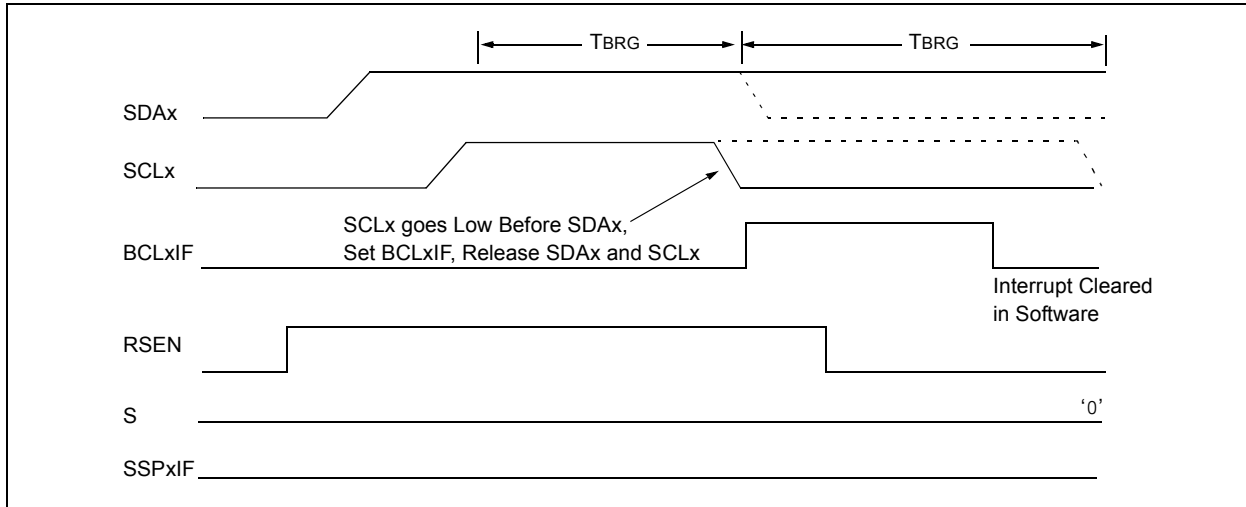 TBRG
TBRG
SDAx
SCLx
SCLx goes Low Before SDAx,
Set BCLxIF, Release SDAx and SCLx
BCLxIF
Interrupt Cleared
in Software
RSEN
S
‘0’
SSPxIF